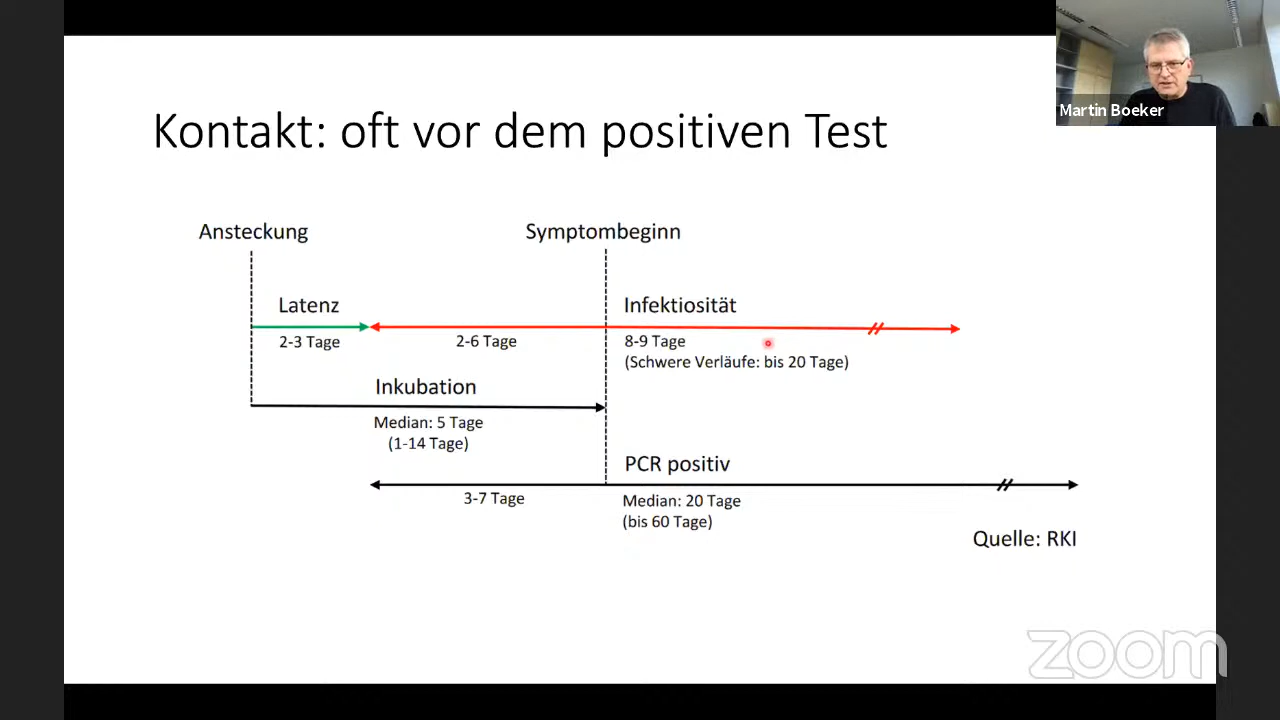 Martin Boeker
Kontakt: oft vor dem positiven Test
Ansteckung
Symptombeginn
Latenz
Infektiosität
2-3 Tage
2-6 Tage
8-9 Tage
(Schwere Verläufe: bis 20 Tage)
Inkubation
Median: 5 Tage
(1-14 Tage)
PCR positiv
3-7 Tage
Median: 20 Tage
(bis 60 Tage)
Quelle: RKI
zoom